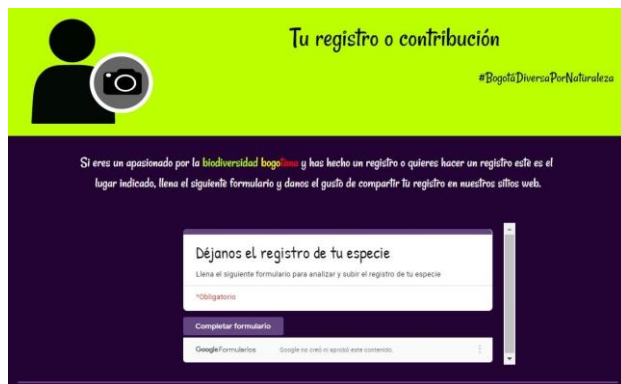 Tu registro o contribución
#BogotáDiversaPorNaturaleza
Si eres un apasionado por la biodiversidad bogotana y has hecho un registro o quieres hacer un registro este es el
lugar indicado, llena el siguiente formulario y danos el gusto de compartir tu registro en nuestros sitios web.
Déjanos el registro de tu especie
Llena el siguiente formulario para analizar y subir el registro de tu especie
*Obligatorio
Completar formulario
Google Formularios Google no creó ni aprobó este contenido.